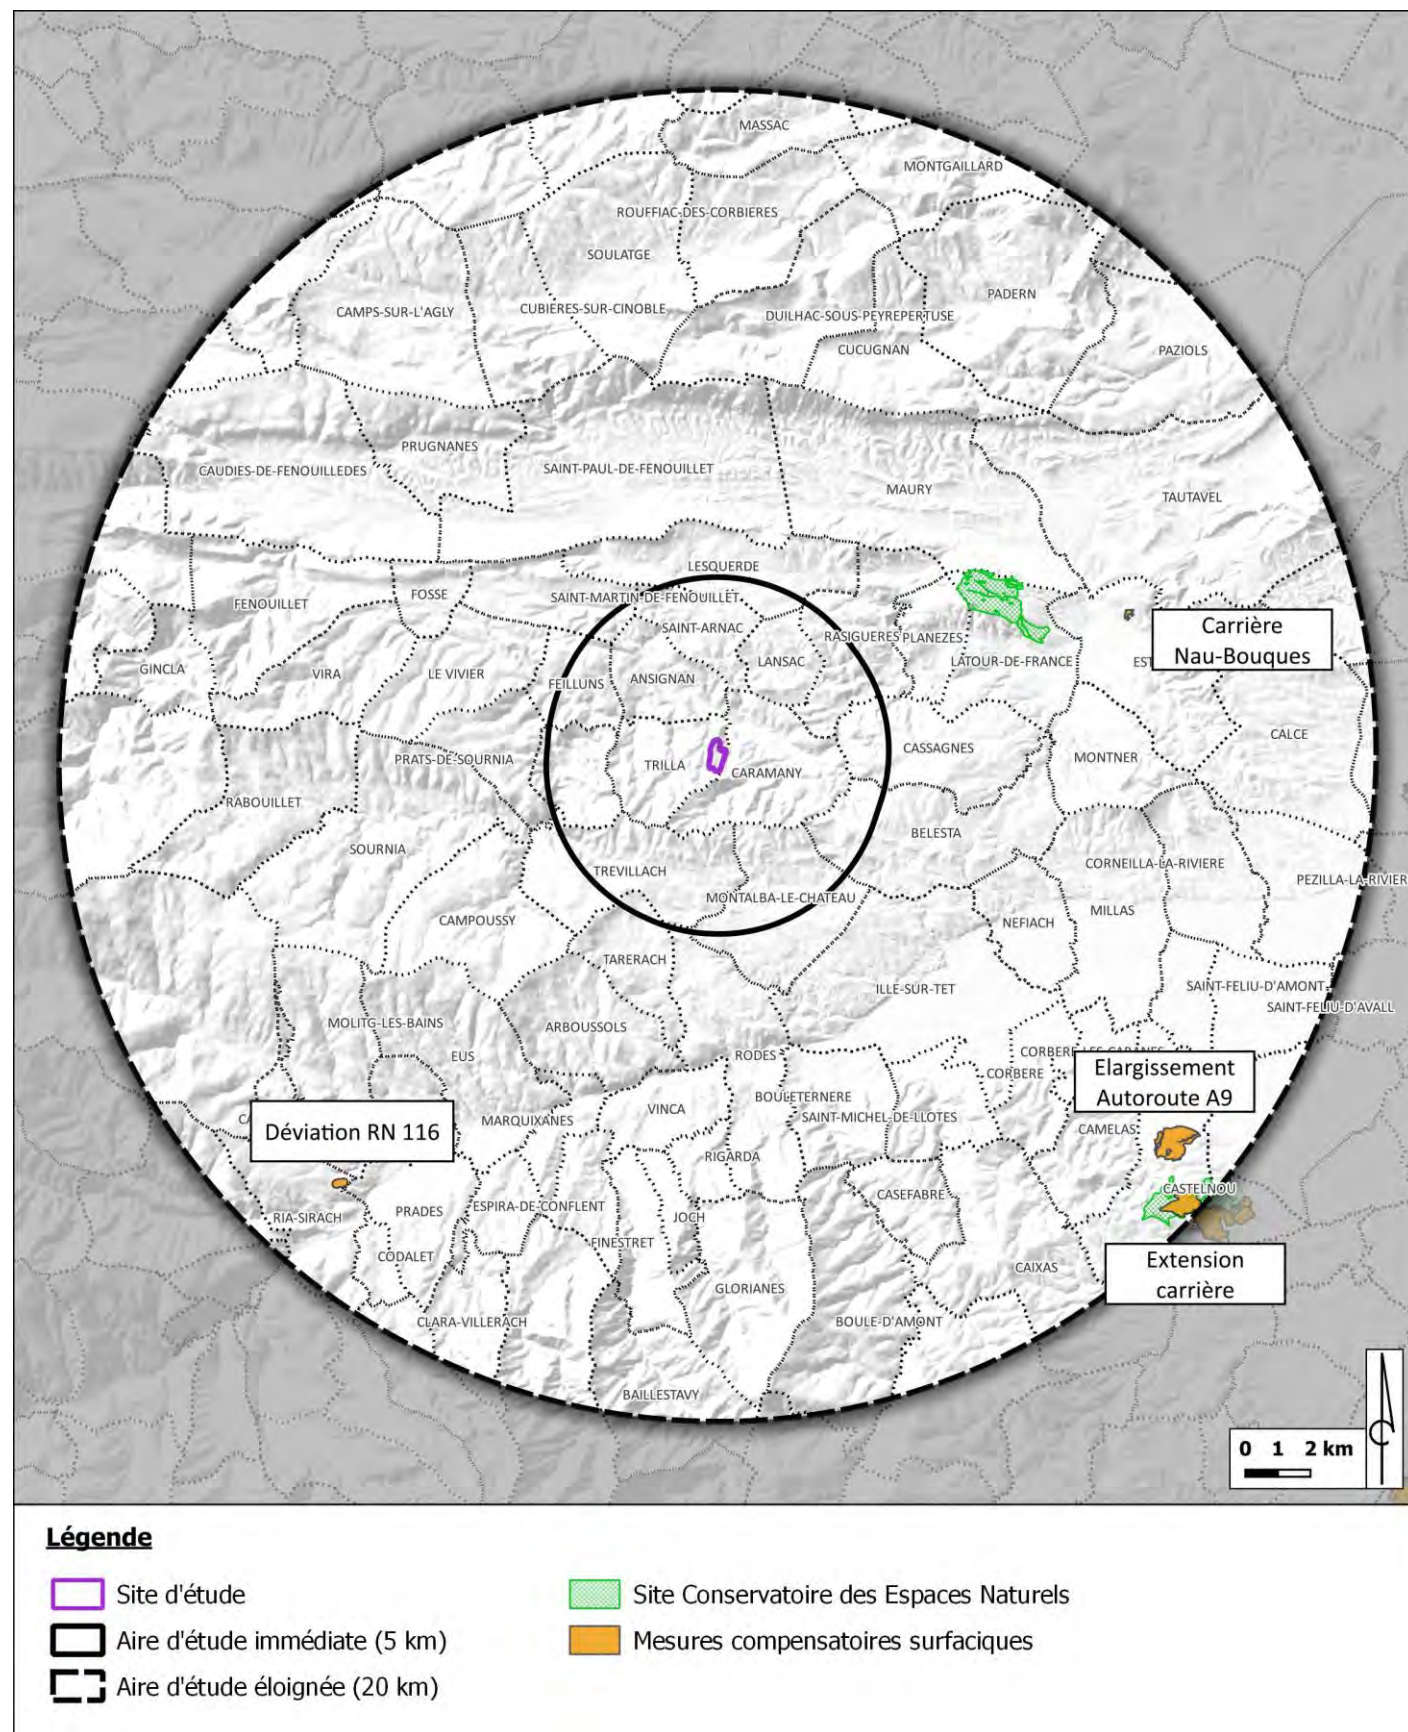 MASSAC
MONTGAILLARD
ROUFFIAC-DES-CORBIERES
SOULATGE
PADERN
CAMPS-SUR-L'AGLY
CUBIERES-SUR-CINOBLE
DUILHAC-SOUS-PEYREPERTUSE
CUCUGNAN
PAZIOLS
PRUGNANES
CAUDIES-DE-FENOUILLEDES
SAINT-PAUL-DE-FENOUILLET
MAURY
TAUTAVEL
LESQUERDE
FENOUILLET
FOSSE
SAINT-MARTIN-DE-FENOUILLET
SAINT-ARNAC
RASIGUERES
PLANEZES
Carrière
Nau-Bouques
GINCLA
VIRA
LE VIVIER
FEILLUNS
ANSIGNAN
LANSAC
LATOUR-DE-FRANCE
EST
PRATS-DE-SOURNIA
TRILLA
CARAMANY
CASSAGNES
MONTNER
CALCE
RABOUILLET
SOURNIA
BELESTA
TREVILLACH
CORNEILLA-LA-RIVIERE
PEZILLA-LA-RIVIER
MONTALBA-LE-CHATEAU
CAMPOUSSY
NEFIACH
MILLAS
TARERACH
ILLE-SUR-TET
SAINT-FELIU-D'AMONT
SAINT-FELIU-D'AVALL
MOLITG-LES-BAINS
EUS
ARBOUSSOLS
RODES
CORBERE-LES-CABANES
CORBERE
Elargissement
Autoroute A9
BOULETERNERE
VINCA
SAINT-MICHEL-DE-LLOTES
CA
Déviation RN 116
MARQUIXANES
CAMELAS
RIGARDA
CASTELNOU
CASEFABRE
RIA-SIRACH
PRADES
ESPIRA-DE-CONFLENT
JOCH
FINESTRET
CODALET
CAIXAS
Extension
carrière
GLORIANES
CLARA-VILLERACH
BOULE-D'AMONT
BAILLESTAVY
0 1 2 km
Légende
Site d'étude
Aire d'étude immédiate (5 km)
Aire d'étude éloignée (20 km)
Site Conservatoire des Espaces Naturels
Mesures compensatoires surfaciques